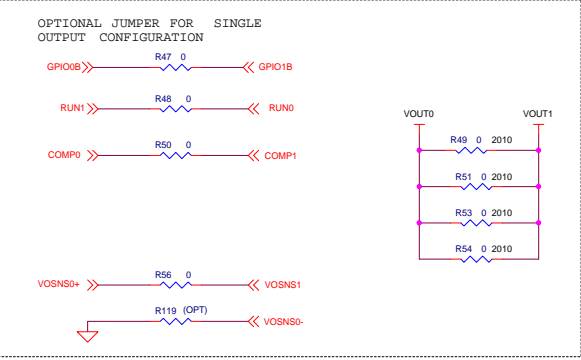 OPTIONAL JUMPER FOR SINGLE
OUTPUT CONFIGURATION
R47 0
GPIO0B GPIO1B
R48 0
RUN1 RUN0
R50 0
COMP0 COMP1
VOUT0 VOUT1
R49 0 2010
R51 0 2010
R53 0 2010
R54 0 2010
R56 0
VOSNS0+ VOSNS1
R119 (OPT)
VOSNS0-